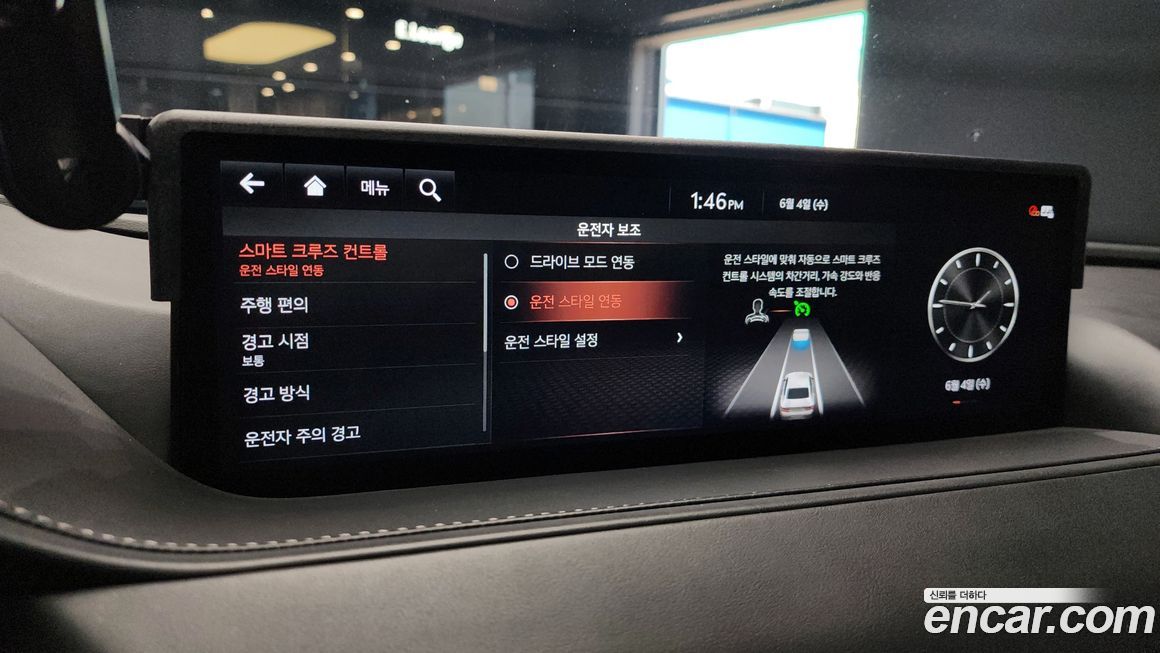 E Lounge
메뉴
1:46PM
6월 4일 (수)
운전자 보조
스마트 크루즈 컨트롤
운전 스타일 연동
주행 편의
경고 시점
보통
경고 방식
운전자 주의 경고
드라이브 모드 연동
운전 스타일 연동
운전 스타일 설정
운전 스타일에 맞춰 자동으로 스마트 크루즈
컨트롤 시스템의 차간거리, 가속 강도와 반응
속도를 조절합니다.
6월 4일 (수)
신뢰를 더하다
encar.com